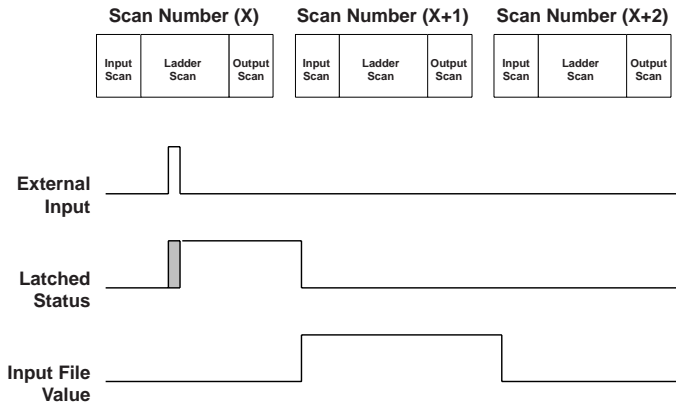 Scan Number (X) Scan Number (X+1) Scan Number (X+2)
Input Ladder Output Input Ladder Output Input Ladder Output
Scan Scan Scan Scan Scan Scan Scan Scan Scan
External
Input
Latched
Status
Input File
Value